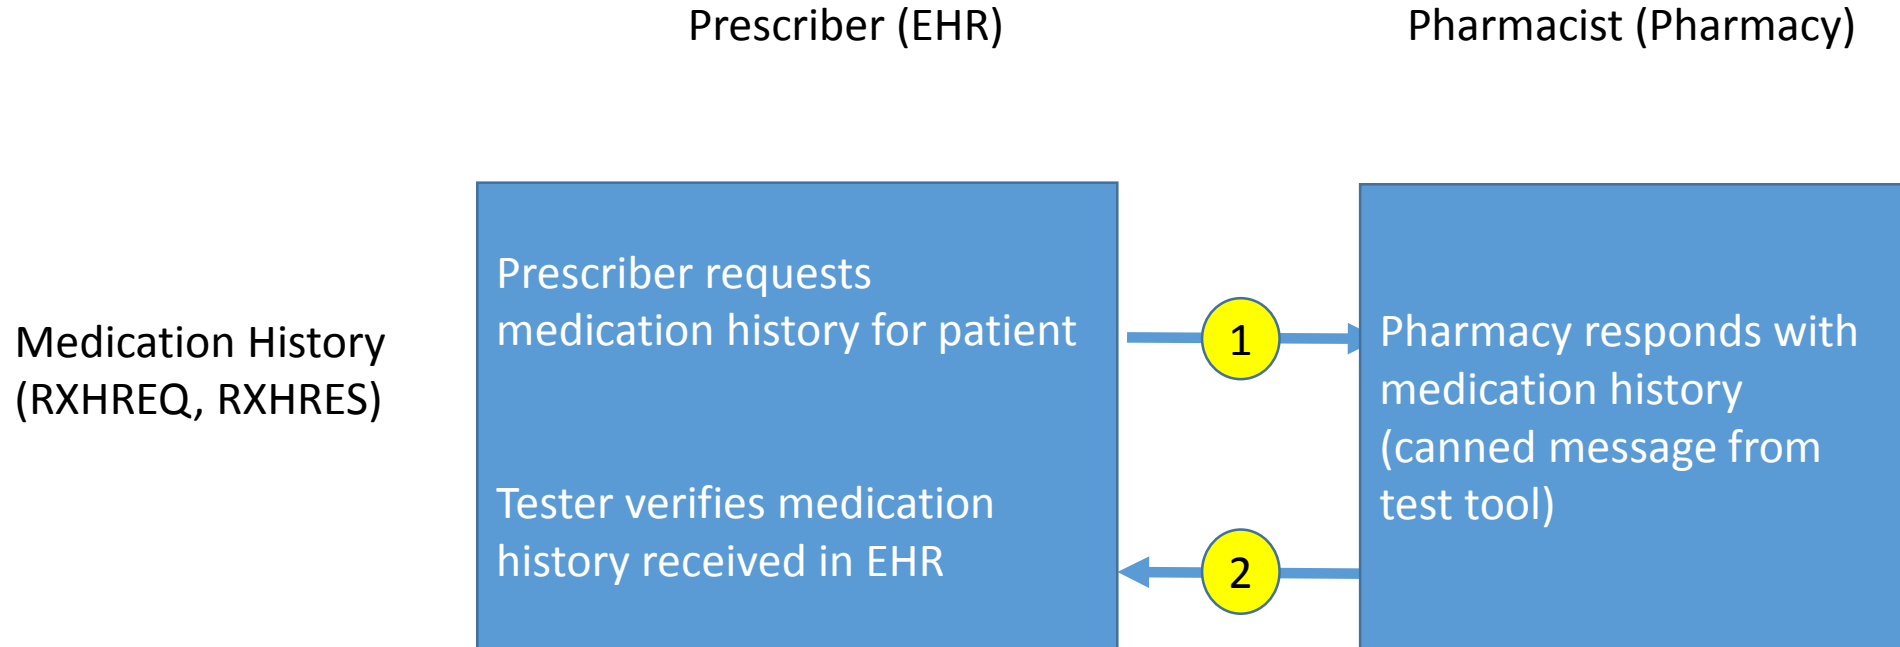 Prescriber (EHR)
Pharmacist (Pharmacy)
Medication History
(RXHREQ, RXHRES)
Prescriber requests
medication history for patient
Tester verifies medication
history received in EHR
1
2
Pharmacy responds with
medication history
(canned message from
test tool)